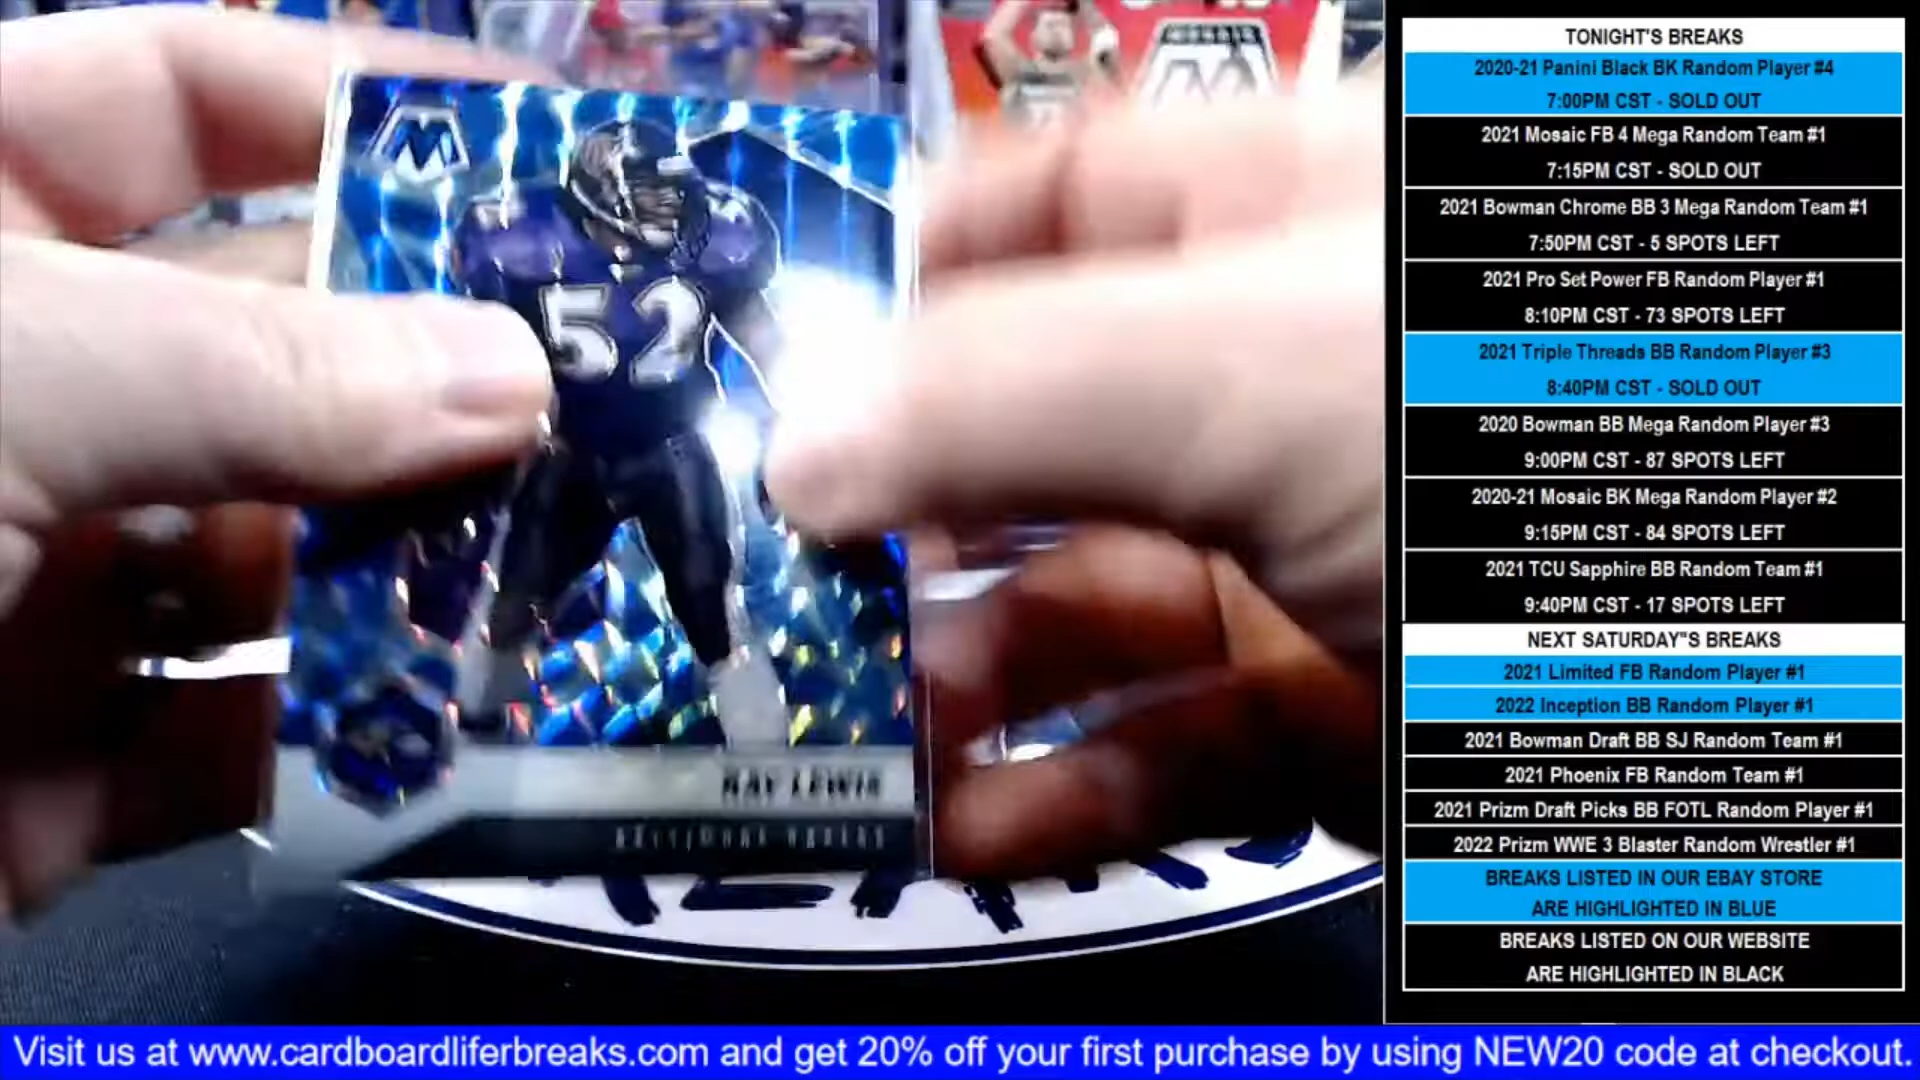 MOSAIC
52
RAY LEWIS
BALTIMORE RAVENS
TONIGHT'S BREAKS
2020-21 Panini Black BK Random Player #4
7:00PM CST - SOLD OUT
2021 Mosaic FB 4 Mega Random Team #1
7:15PM CST - SOLD OUT
2021 Bowman Chrome BB 3 Mega Random Team #1
7:50PM CST - 5 SPOTS LEFT
2021 Pro Set Power FB Random Player #1
8:10PM CST - 73 SPOTS LEFT
2021 Triple Threads BB Random Player #3
8:40PM CST - SOLD OUT
2020 Bowman BB Mega Random Player #3
9:00PM CST - 87 SPOTS LEFT
2020-21 Mosaic BK Mega Random Player #2
9:15PM CST - 84 SPOTS LEFT
2021 TCU Sapphire BB Random Team #1
9:40PM CST - 17 SPOTS LEFT
NEXT SATURDAY"S BREAKS
2021 Limited FB Random Player #1
2022 Inception BB Random Player #1
2021 Bowman Draft BB SJ Random Team #1
2021 Phoenix FB Random Team #1
2021 Prizm Draft Picks BB FOTL Random Player #1
2022 Prizm WWE 3 Blaster Random Wrestler #1
BREAKS LISTED IN OUR EBAY STORE
ARE HIGHLIGHTED IN BLUE
BREAKS LISTED ON OUR WEBSITE
ARE HIGHLIGHTED IN BLACK
Visit us at www.cardboardliferbreaks.com and get 20% off your first purchase by using NEW20 code at checkout.